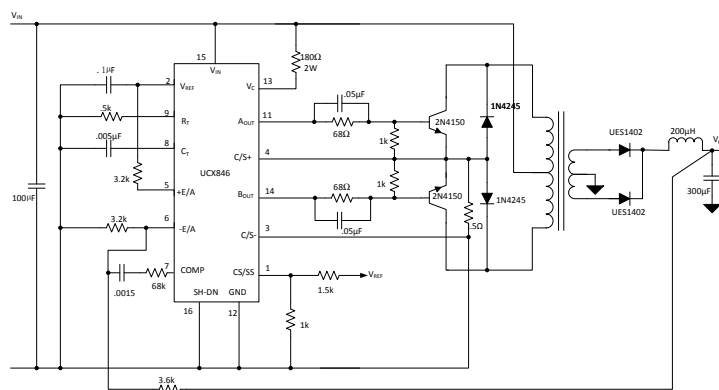 VIN
15
VIN
180Ω
2W
.1µF
2
VREF
VC
13
.05µF
1N4245
.5k
9
RT
AOUT
11
2N4150
68Ω
1k
UES1402
200µH
.005µF
8
CT
C/S+
4
UCX846
3.2k
5
+E/A
BOUT
14
68Ω
1k
2N4150
1N4245
300µF
100µF
.05µF
UES1402
.5Ω
3.2k
6
-E/A
C/S-
3
7
COMP
CS/SS
1
VREF
.0015
68k
1.5k
SH-DN
GND
16
12
1k
3.6k